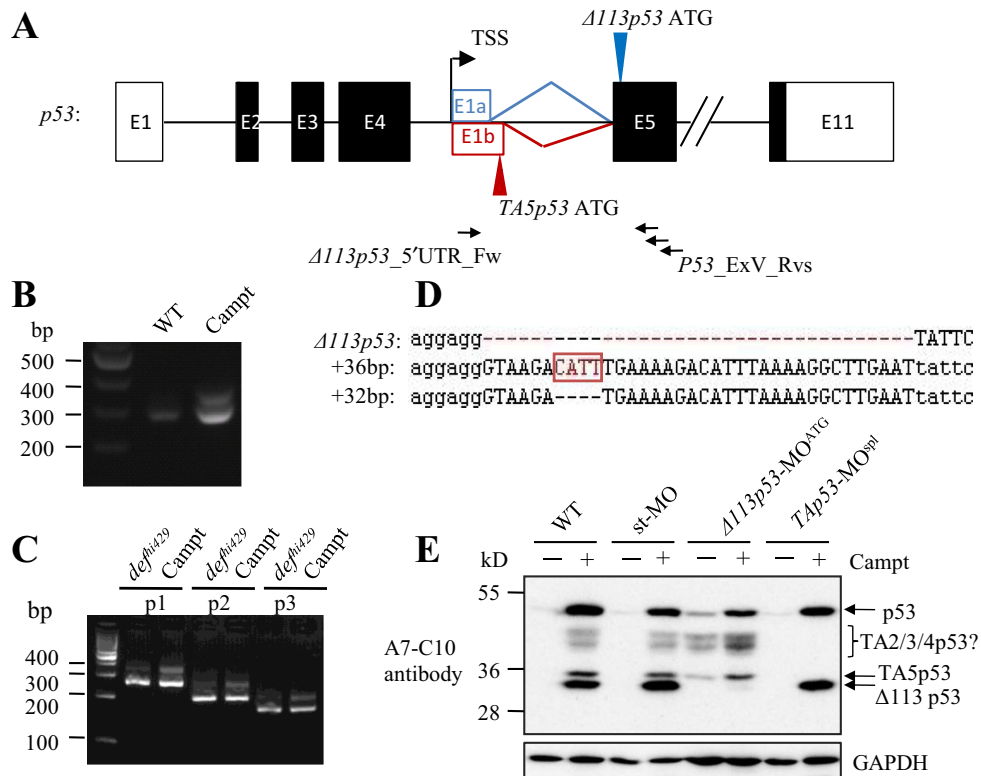 A
Δ113p53 ATG
TSS
p53:
E1
E2
E3
E4
E1a
E1b
E5
E11
TA5p53 ATG
Δ113p53_5′UTR_Fw
P53_ExV_Rvs
B
bp
WT
Campt
500
400
300
200
C
def^hi429 Campt def^hi429 Campt def^hi429 Campt
bp
p1 p2 p3
400
300
200
100
D
Δ113p53: aggagg------------------------------------TATTC
+36bp: aggaggGTAAGACATTTGAAAAGACATTTAAAAGGCTTGAATtattc
+32bp: aggaggGTAAGA----TGAAAAGACATTTAAAAGGCTTGAATtattc
E
WT st-MO Δ113p53-MO^ATG TAp53-MO^spl
kD − + − + − + − + Campt
55
36
28
A7-C10
antibody
p53
TA2/3/4p53?
TA5p53
Δ113 p53
GAPDH